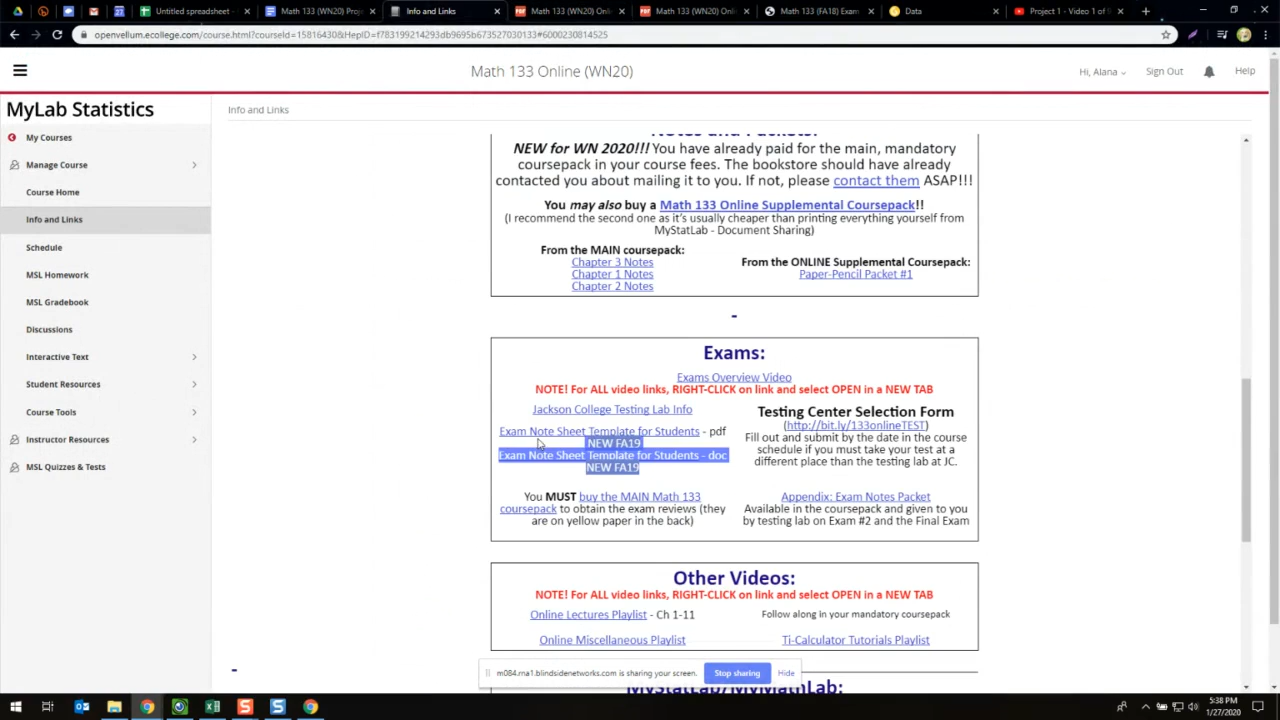 Untitled spreadsheet -
Math 133 (WN20) Proj
Info and Links
Math 133 (WN20) Onl
Math 133 (WN20) Onl
Math 133 (FA18) Exam
Data
Project 1 - Video 1 of 5
openvellum.ecollege.com/course.html?courseId=15816430&HepID=f783199214293db9695b673527030133#6000230814525
Math 133 Online (WN20)
Hi, Alana
Sign Out
Help
MyLab Statistics
Info and Links
My Courses
Manage Course
Course Home
Info and Links
Schedule
MSL Homework
MSL Gradebook
Discussions
Interactive Text
Student Resources
Course Tools
Instructor Resources
MSL Quizzes & Tests
Notes and Packets:
NEW for WN 2020!!! You have already paid for the main, mandatory
coursepack in your course fees. The bookstore should have already
contacted you about mailing it to you. If not, please contact them ASAP!!!
You may also buy a Math 133 Online Supplemental Coursepack!!
(I recommend the second one as it's usually cheaper than printing everything yourself from
MyStatLab - Document Sharing)
From the MAIN coursepack:
Chapter 3 Notes
Chapter 1 Notes
Chapter 2 Notes
From the ONLINE Supplemental Coursepack:
Paper-Pencil Packet #1
-
Exams:
Exams Overview Video
NOTE! For ALL video links, RIGHT-CLICK on link and select OPEN in a NEW TAB
Jackson College Testing Lab Info
Exam Note Sheet Template for Students - pdf
NEW FA19
Exam Note Sheet Template for Students - doc
NEW FA19
Testing Center Selection Form
(http://bit.ly/133onlineTEST)
Fill out and submit by the date in the course
schedule if you must take your test at a
different place than the testing lab at JC.
You MUST buy the MAIN Math 133
coursepack to obtain the exam reviews (they
are on yellow paper in the back)
Appendix: Exam Notes Packet
Available in the coursepack and given to you
by testing lab on Exam #2 and the Final Exam
Other Videos:
NOTE! For ALL video links, RIGHT-CLICK on link and select OPEN in a NEW TAB
Online Lectures Playlist - Ch 1-11
Follow along in your mandatory coursepack
Online Miscellaneous Playlist
Ti-Calculator Tutorials Playlist
-
m084.rna1.blindsidenetworks.com is sharing your screen.
Stop sharing
Hide
MyStatLab/MyMathLab:
5:38 PM
1/27/2020